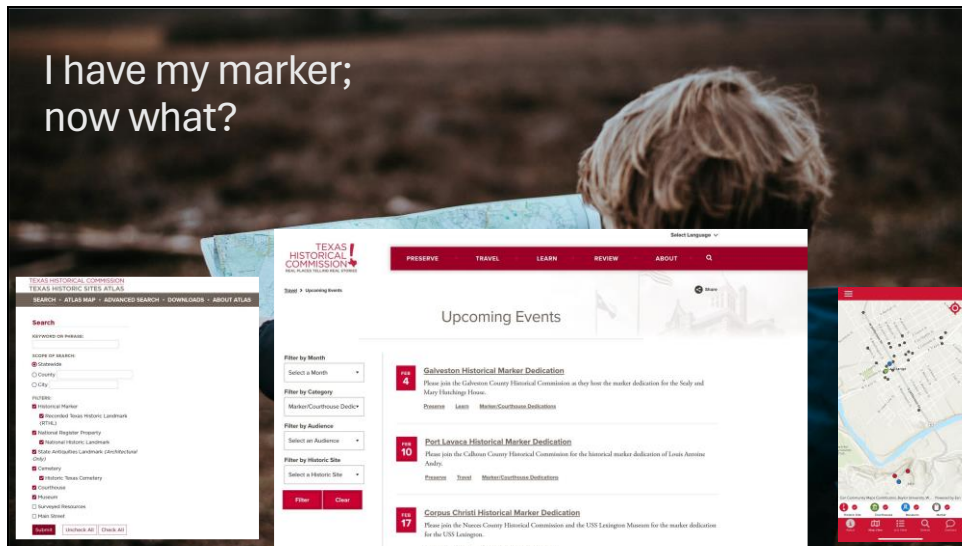 I have my marker;
now what?
TEXAS HISTORICAL COMMISSION
TEXAS HISTORIC SITES ATLAS
SEARCH • ATLAS MAP • ADVANCED SEARCH • DOWNLOADS • ABOUT ATLAS
Search
KEYWORD OR PHRASE:
SCOPE OF SEARCH:
Statewide
County
City
FILTERS:
Historical Marker
Recorded Texas Historic Landmark
(RTHL)
National Register Property
National Historic Landmark
State Antiquities Landmark (Architectural
Only)
Cemetery
Historic Texas Cemetery
Courthouse
Museum
Surveyed Resources
Main Street
Submit Uncheck All Check All
Select Language
TEXAS
HISTORICAL
COMMISSION
REAL PLACES TELLING REAL STORIES
PRESERVE TRAVEL LEARN REVIEW ABOUT
Travel > Upcoming Events
Share
Upcoming Events
Filter by Month
Select a Month
Filter by Category
Marker/Courthouse Dedic
Filter by Audience
Select an Audience
Filter by Historic Site
Select a Historic Site
Filter Clear
FEB
4
Galveston Historical Marker Dedication
Please join the Galveston County Historical Commission as they host the marker dedication for the Sealy and
Mary Hutchings House.
Preserve Learn Marker/Courthouse Dedications
FEB
10
Port Lavaca Historical Marker Dedication
Please join the Calhoun County Historical Commission for the historical marker dedication of Louis Antoine
Andry.
Preserve Travel Marker/Courthouse Dedications
FEB
17
Corpus Christi Historical Marker Dedication
Please join the Nueces County Historical Commission and the USS Lexington Museum for the marker dedication
for the USS Lexington.